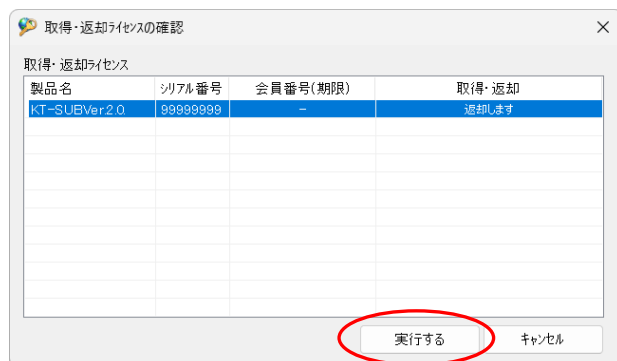 取得・返却ﾗｲｾﾝｽの確認
取得・返却ﾗｲｾﾝｽ
製品名 ｼﾘｱﾙ番号 会員番号(期限) 取得・返却
KT-SUBVer.2.0. 99999999 － 返却します
実行する ｷｬﾝｾﾙ